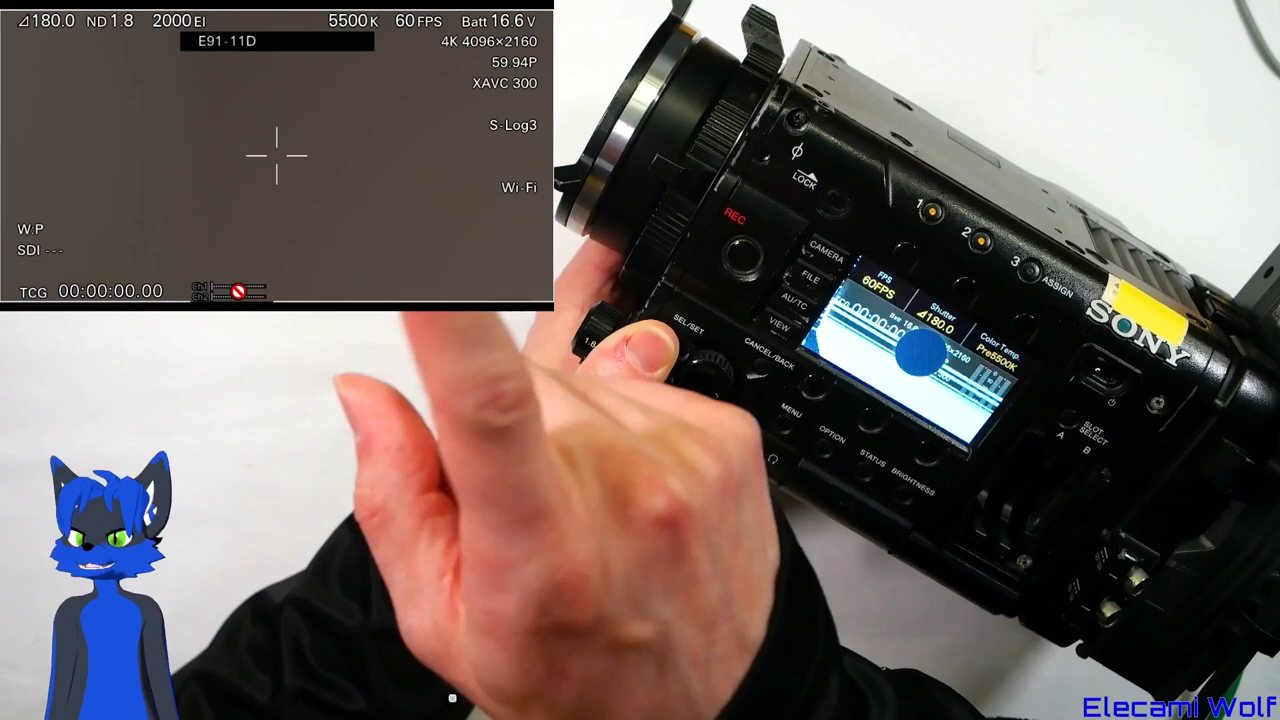 ⊿180.0 ND 1.8 2000 EI 5500 K 60 FPS Batt 16.6 V
E91-11D
4K 4096×2160
59.94P
XAVC 300
S-Log3
Wi-Fi
W:P
SDI ---
TCG 00:00:00.00
Ch1
Ch2
LOCK
REC
1
2
3
ASSIGN
CAMERA
FILE
AU/TC
VIEW
FPS
60FPS
Shutter
⊿180.0
Color Temp.
Pre5500K
SONY
SEL/SET
CANCEL/BACK
MENU
OPTION
STATUS
BRIGHTNESS
SLOT
SELECT
A
B
Elecami Wolf